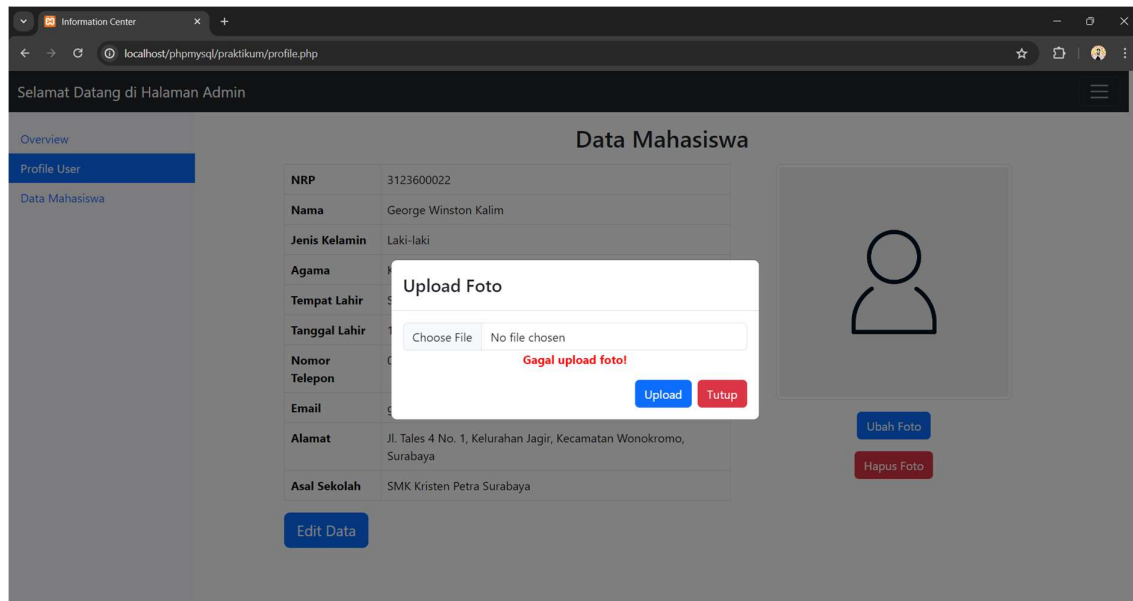 Information Center
localhost/phpmysql/praktikum/profile.php
Selamat Datang di Halaman Admin
Overview
Profile User
Data Mahasiswa
Data Mahasiswa
NRP 3123600022
Nama George Winston Kalim
Jenis Kelamin Laki-laki
Agama K
Tempat Lahir S
Tanggal Lahir 1
Nomor
Telepon 0
Email g
Alamat Jl. Tales 4 No. 1, Kelurahan Jagir, Kecamatan Wonokromo,
Surabaya
Asal Sekolah SMK Kristen Petra Surabaya
Edit Data
Upload Foto
Choose File No file chosen
Gagal upload foto!
Upload Tutup
Ubah Foto
Hapus Foto